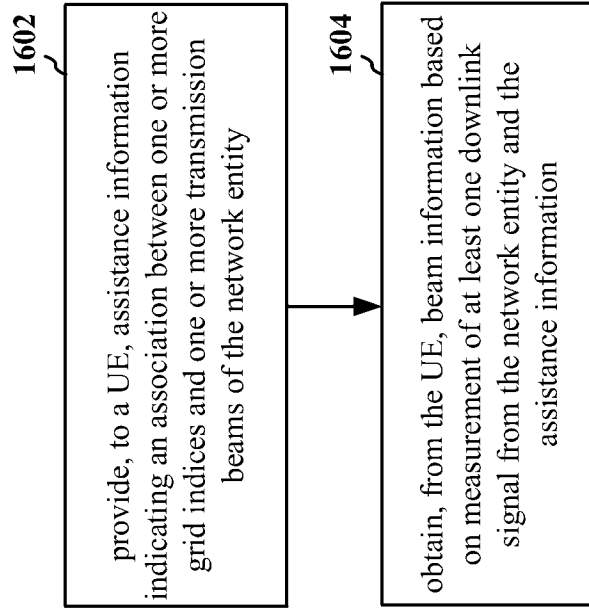 1602
provide, to a UE, assistance information
indicating an association between one or more
grid indices and one or more transmission
beams of the network entity
1604
obtain, from the UE, beam information based
on measurement of at least one downlink
signal from the network entity and the
assistance information